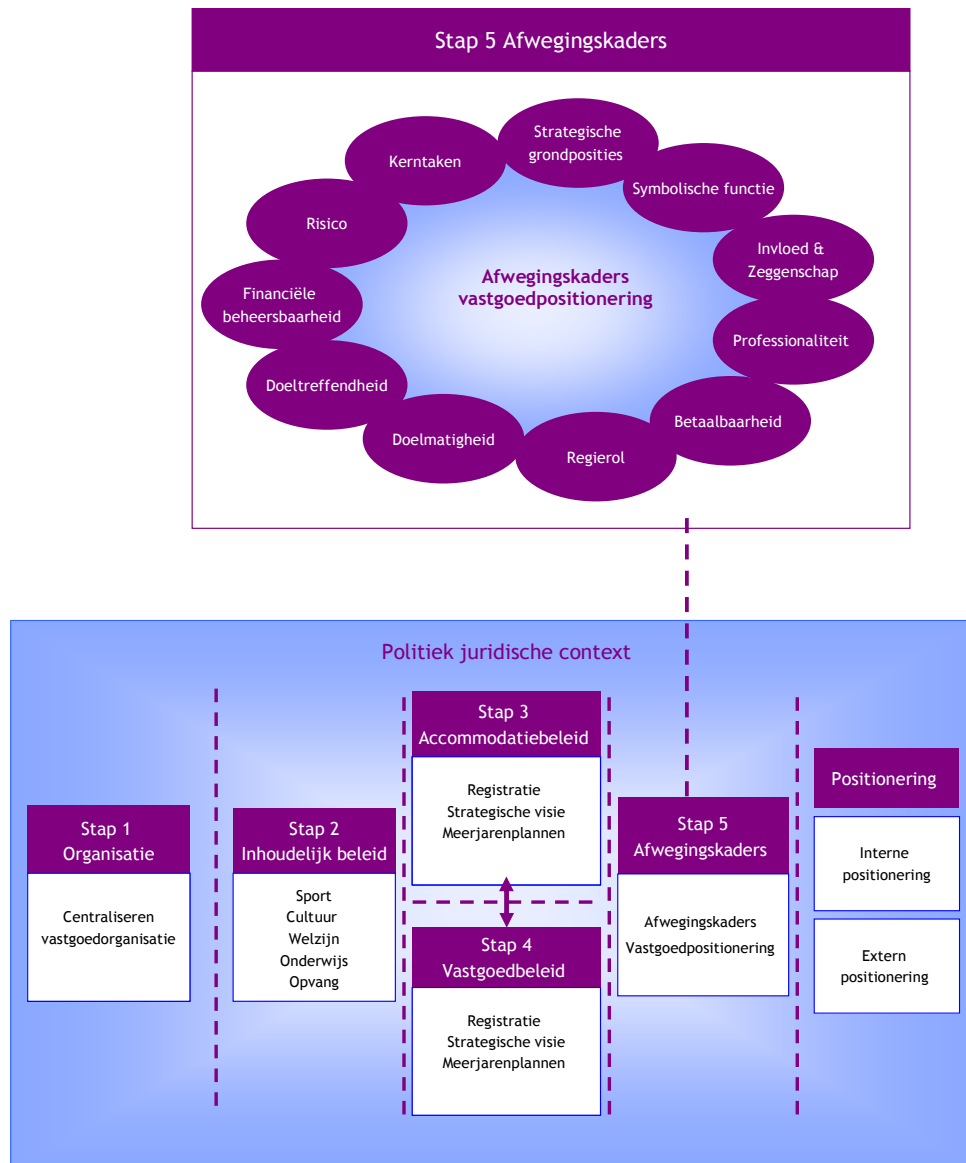 Stap 5 Afwegingskaders
Strategische
grondposities
Kerntaken
Symbolische functie
Risico
Invloed &
Zeggenschap
Afwegingskaders
vastgoedpositionering
Financiële
beheersbaarheid
Professionaliteit
Doeltreffendheid
Betaalbaarheid
Doelmatigheid
Regierol
Politiek juridische context
Stap 1
Organisatie
Centraliseren
vastgoedorganisatie
Stap 2
Inhoudelijk beleid
Sport
Cultuur
Welzijn
Onderwijs
Opvang
Stap 3
Accommodatiebeleid
Registratie
Strategische visie
Meerjarenplannen
Stap 4
Vastgoedbeleid
Registratie
Strategische visie
Meerjarenplannen
Stap 5
Afwegingskaders
Afwegingskaders
Vastgoedpositionering
Positionering
Interne
positionering
Extern
positionering